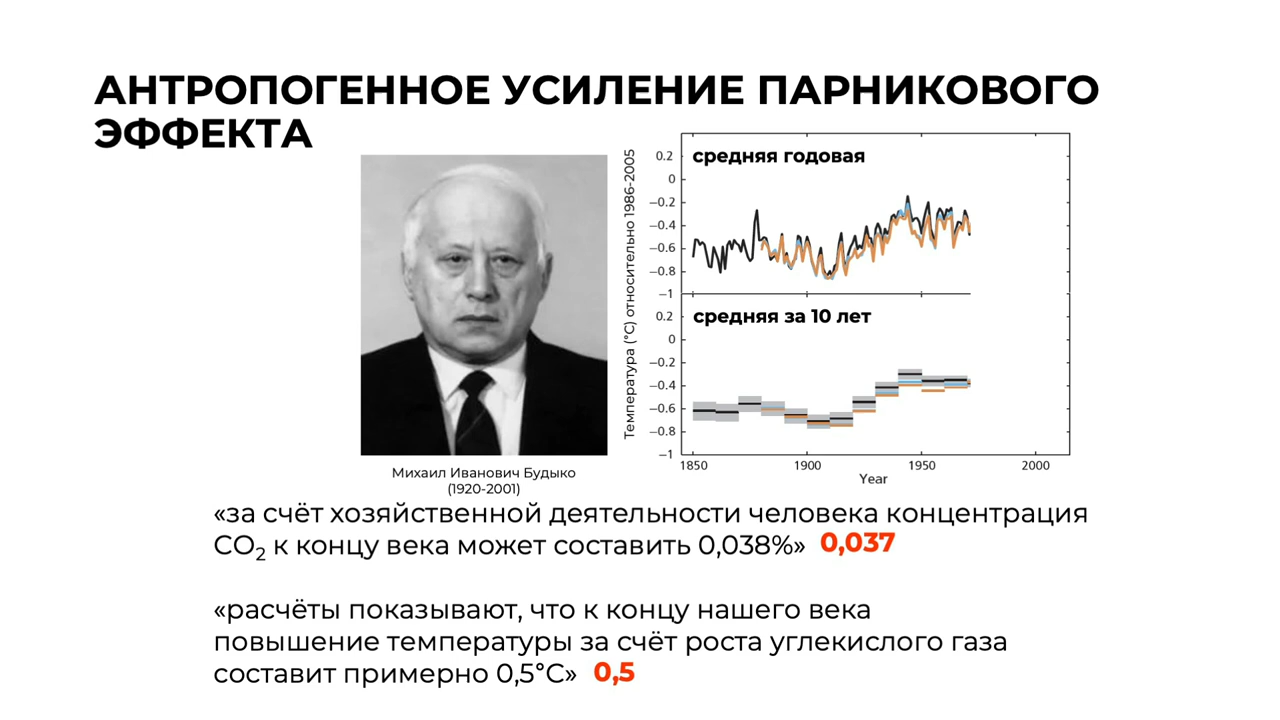 АНТРОПОГЕННОЕ УСИЛЕНИЕ ПАРНИКОВОГО
ЭФФЕКТА
Температура (°С) относительно 1986-2005
средняя годовая
0.2
0
−0.2
−0.4
−0.6
−0.8
−1
средняя за 10 лет
0.2
0
−0.2
−0.4
−0.6
−0.8
−1
1850 1900 1950 2000
Year
Михаил Иванович Будыко
(1920-2001)
«за счёт хозяйственной деятельности человека концентрация
СО₂ к концу века может составить 0,038%» 0,037
«расчёты показывают, что к концу нашего века
повышение температуры за счёт роста углекислого газа
составит примерно 0,5°С» 0,5